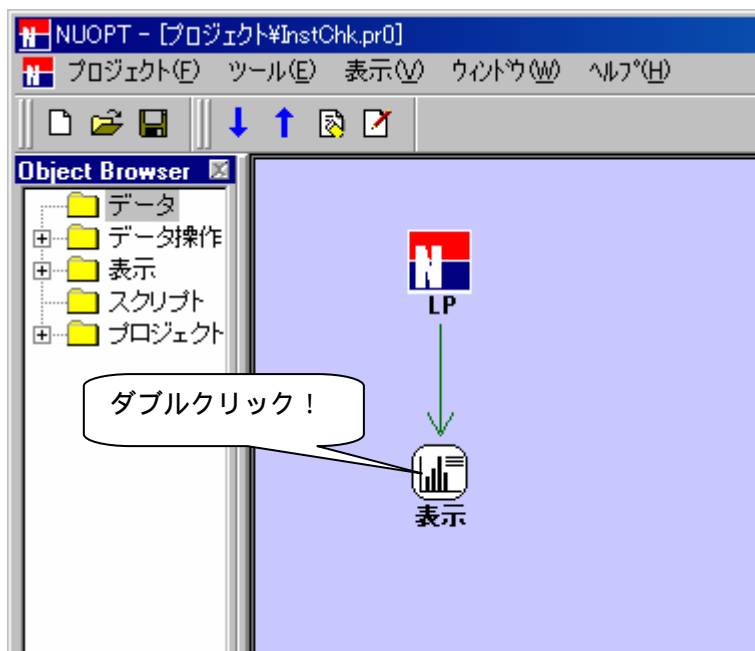 NUOPT - [プロジェクト¥InstChk.pr0]
プロジェクト(F) ツール(E) 表示(V) ウィンドウ(W) ヘルプ(H)
Object Browser
データ
データ操作
表示
スクリプト
プロジェクト
N
LP
ダブルクリック！
表示